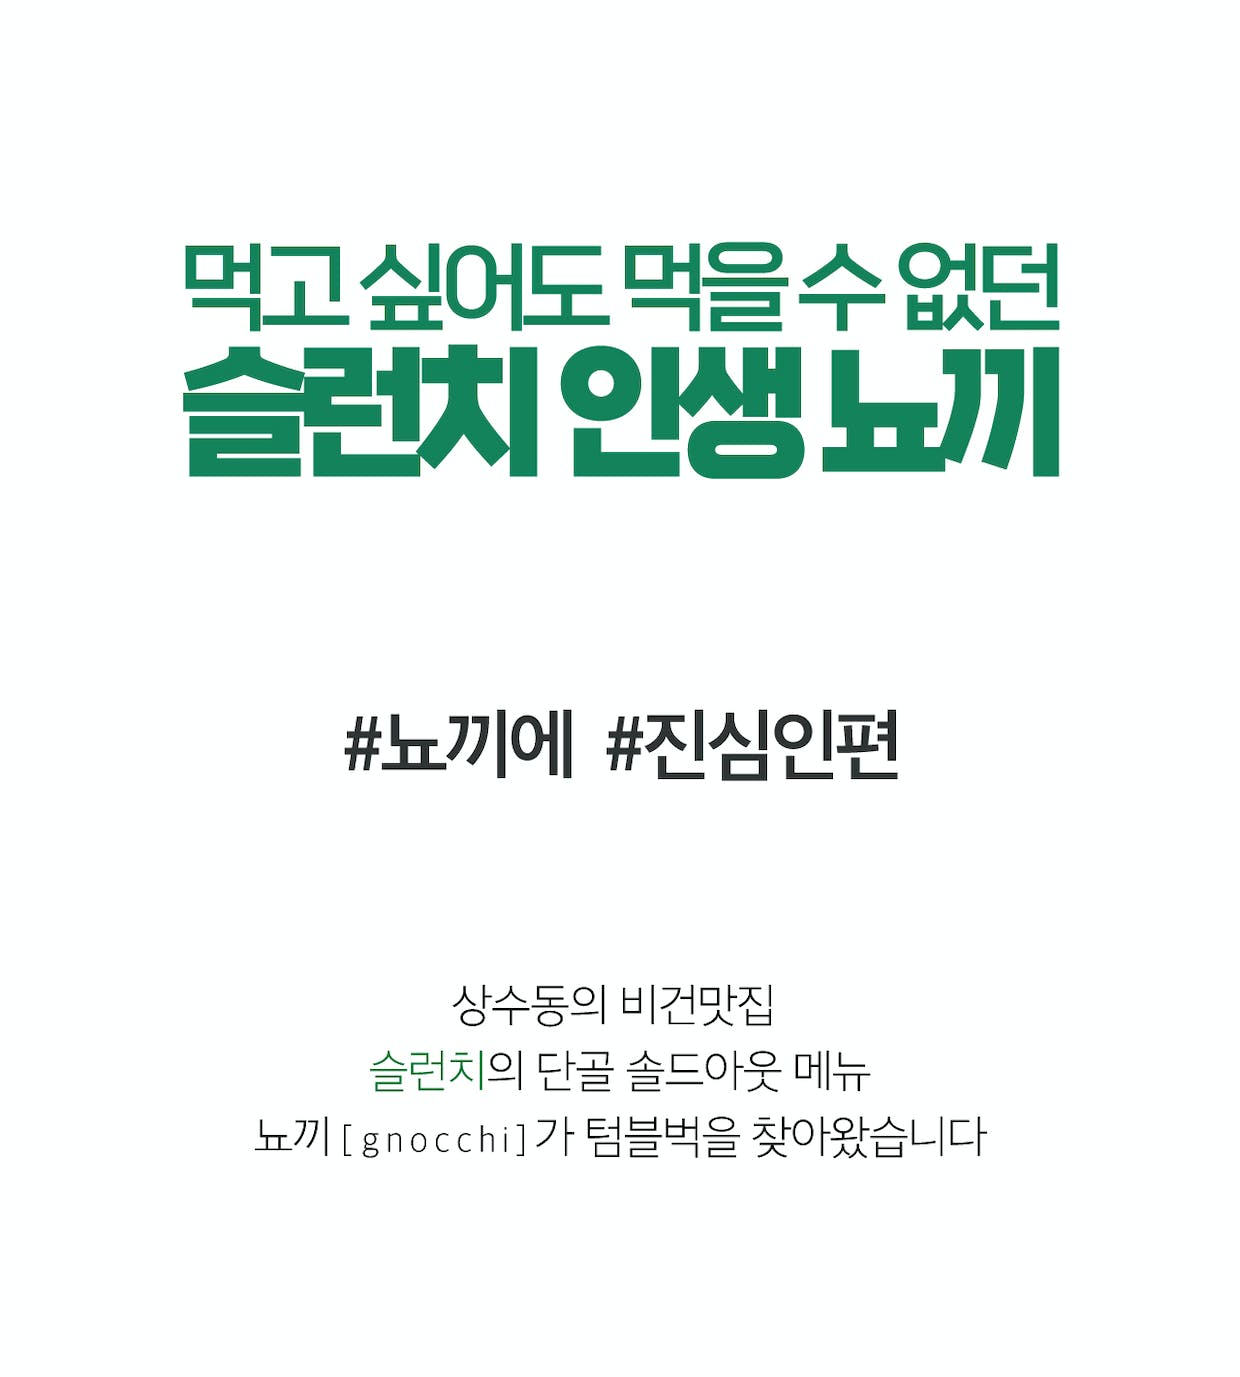 먹고 싶어도 먹을 수 없던
슬런치 인생 뇨끼
#뇨끼에 #진심인편
상수동의 비건맛집
슬런치의 단골 솔드아웃 메뉴
뇨끼[gnocchi]가 텀블벅을 찾아왔습니다